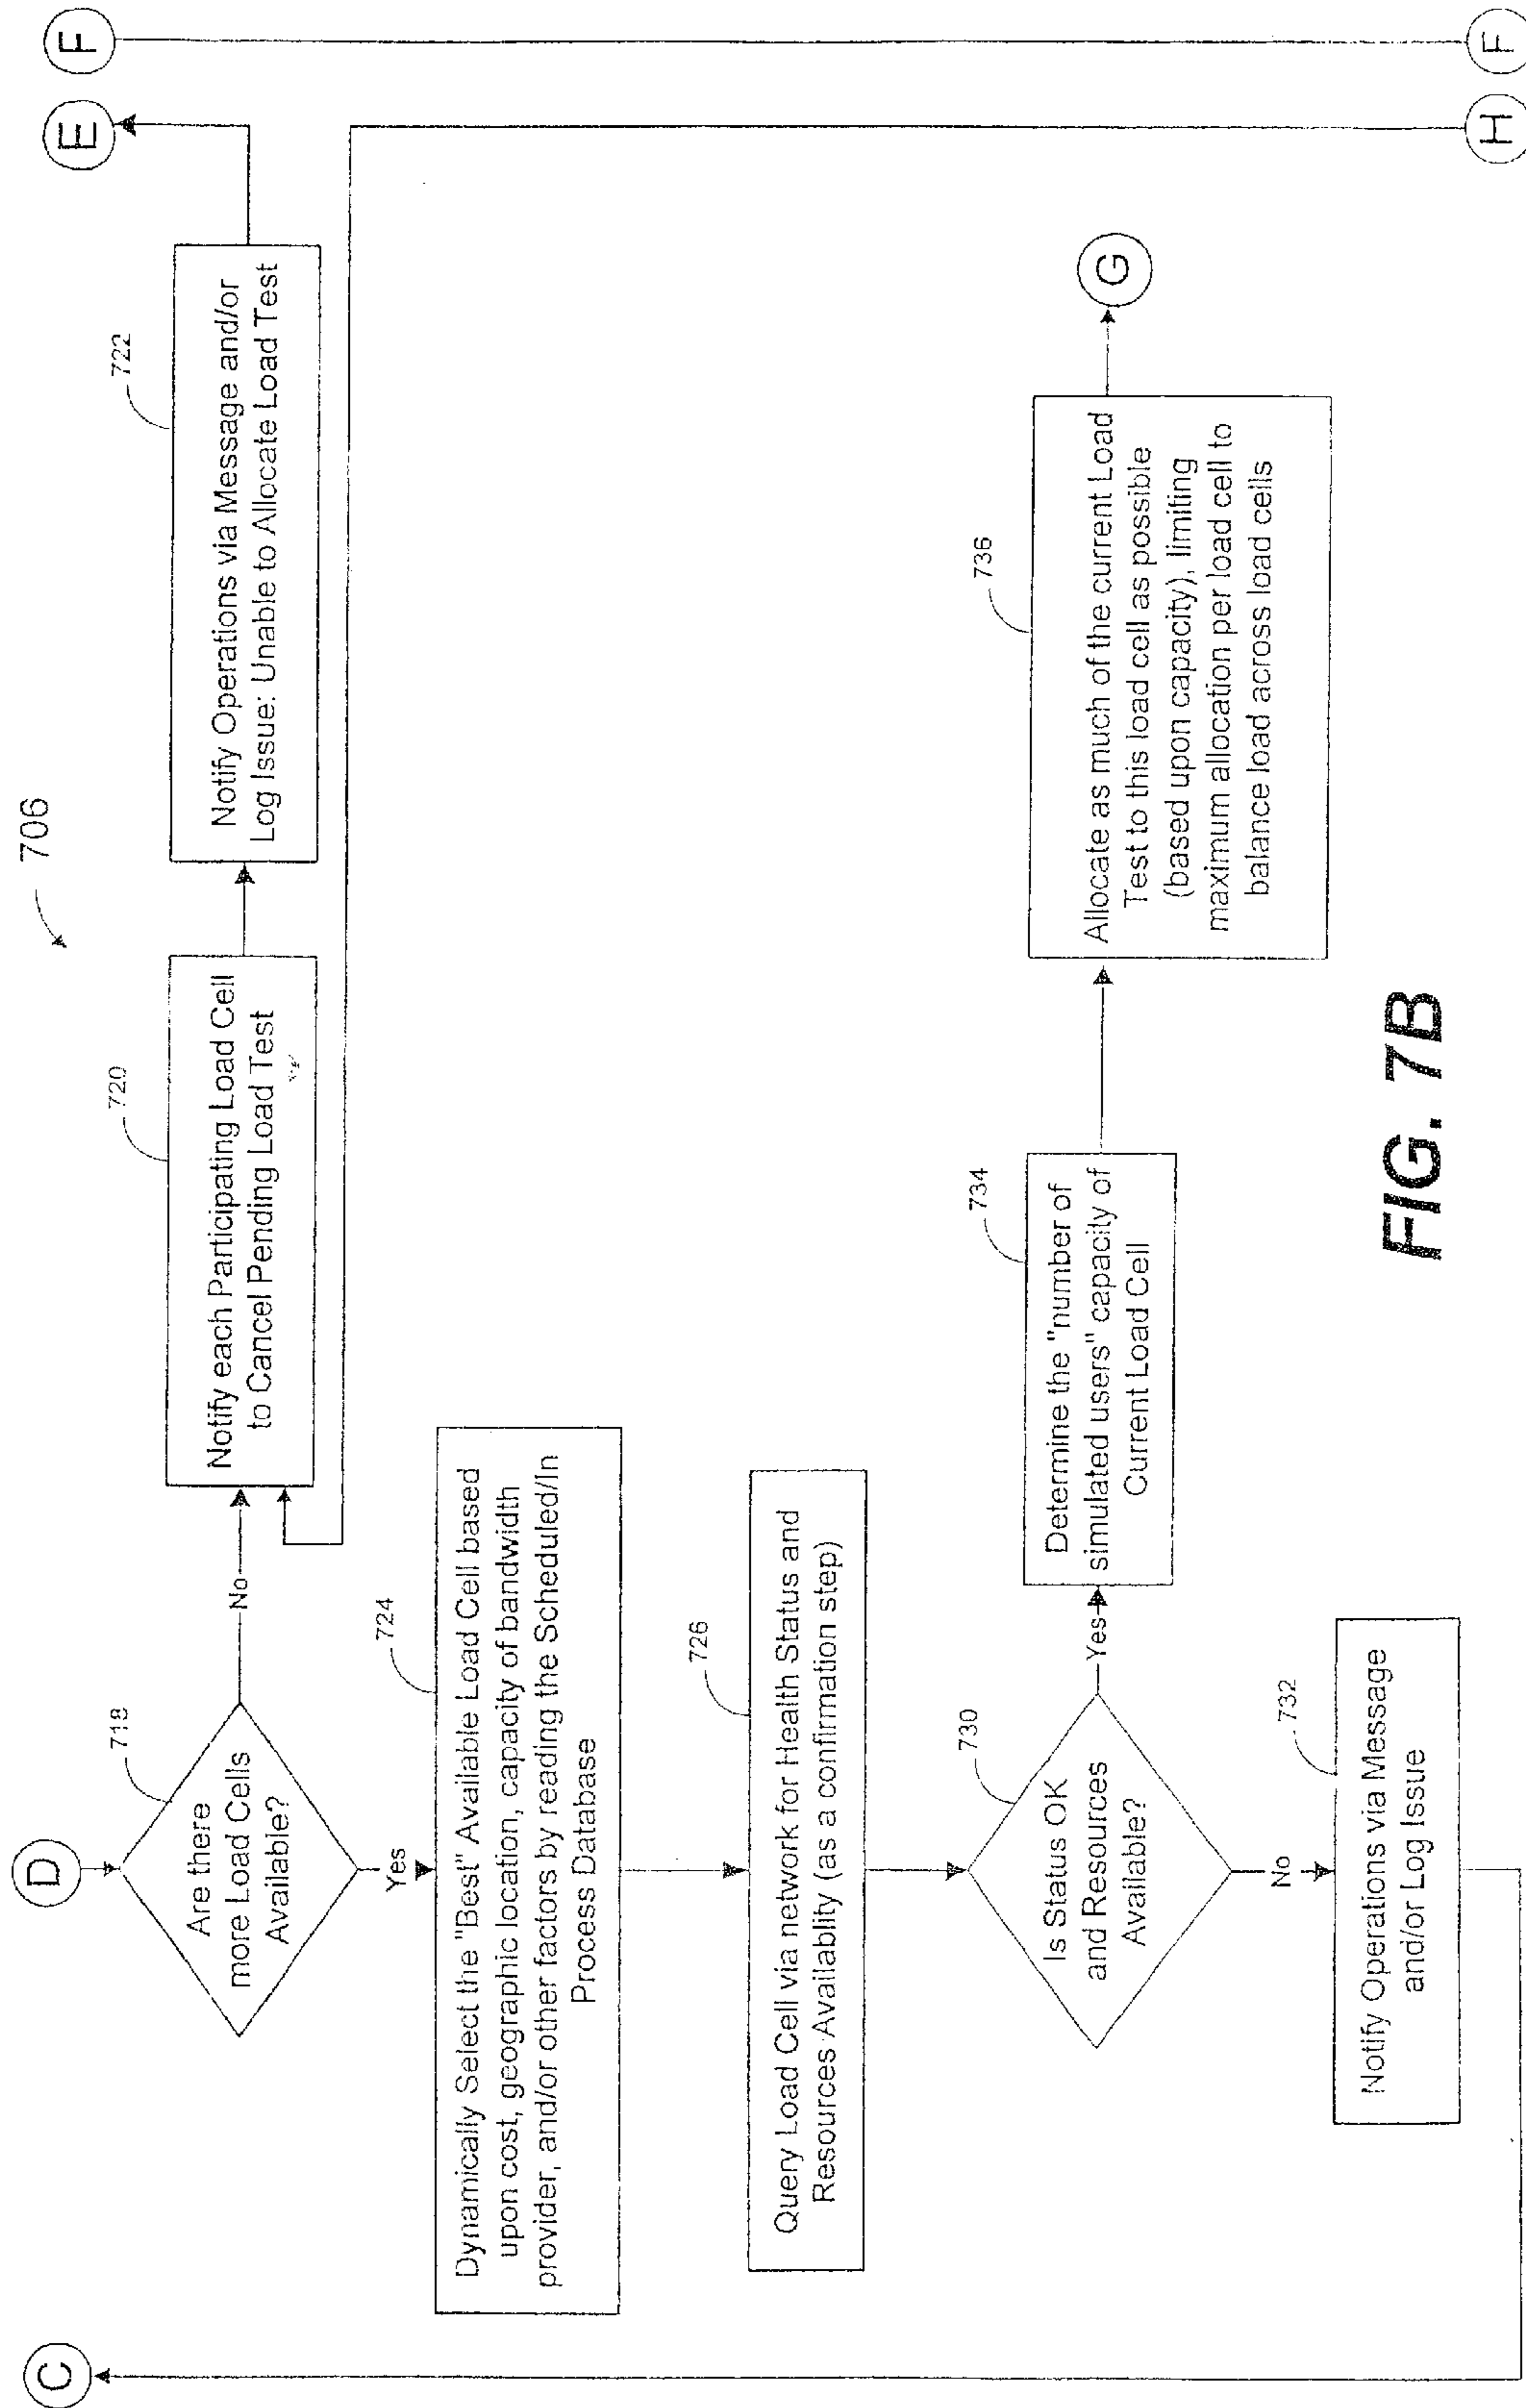 706
C
D
E
F
718
Are there
more Load Cells
Available?
No
Yes
720
Notify each Participating Load Cell
to Cancel Pending Load Test
722
Notify Operations via Message and/or
Log Issue: Unable to Allocate Load Test
724
Dynamically Select the "Best" Available Load Cell based
upon cost, geographic location, capacity of bandwidth
provider, and/or other factors by reading the Scheduled/In
Process Database
726
Query Load Cell via network for Health Status and
Resources Availablity (as a confirmation step)
730
Is Status OK
and Resources
Available?
Yes
No
734
Determine the "number of
simulated users" capacity of
Current Load Cell
736
Allocate as much of the current Load
Test to this load cell as possible
(based upon capacity), limiting
maximum allocation per load cell to
balance load across load cells
G
732
Notify Operations via Message
and/or Log Issue
H
F
FIG. 7B